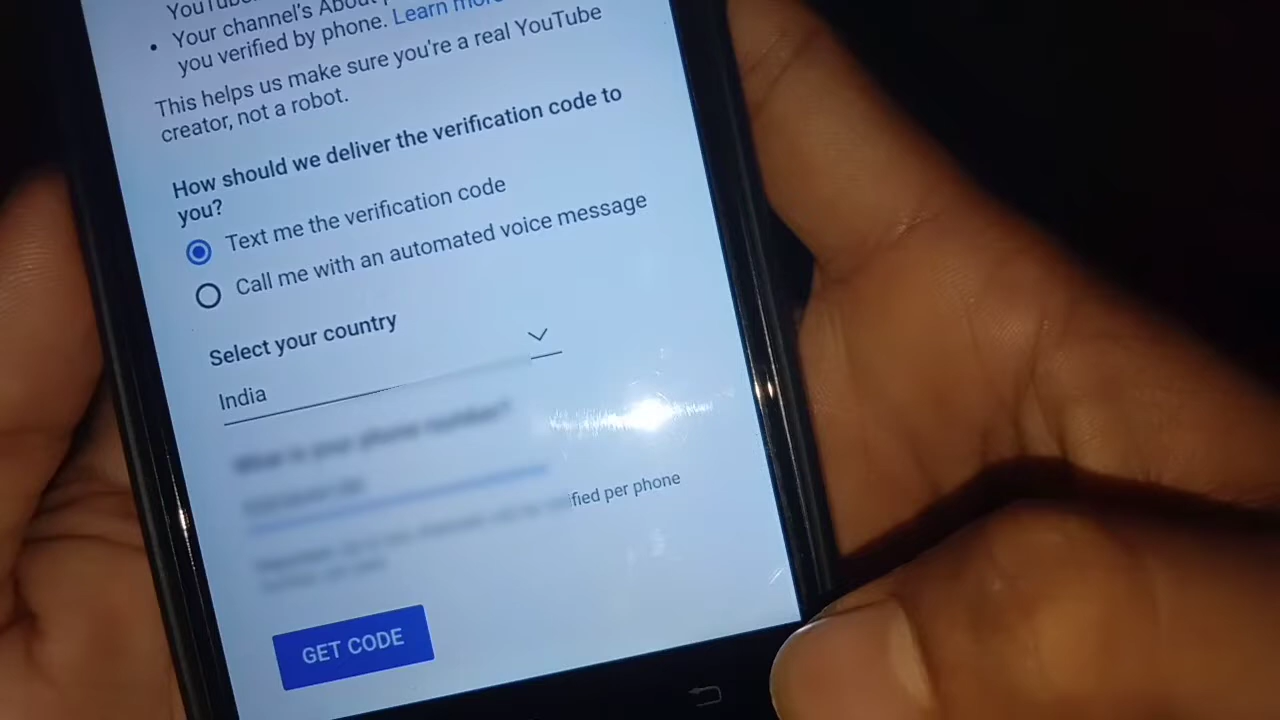 Your channel's About
you verified by phone. Learn more
This helps us make sure you're a real YouTube
creator, not a robot.
How should we deliver the verification code to
you?
Text me the verification code
Call me with an automated voice message
Select your country
India
per phone
GET CODE